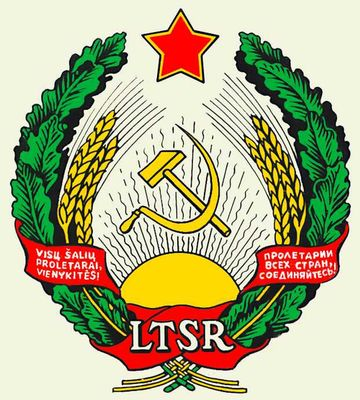 VISŲ ŠALIŲ
PROLETARAI,
VIENYKITĖS!
ПРОЛЕТАРИИ
ВСЕХ СТРАН,
СОЕДИНЯЙТЕСЬ!
LTSR